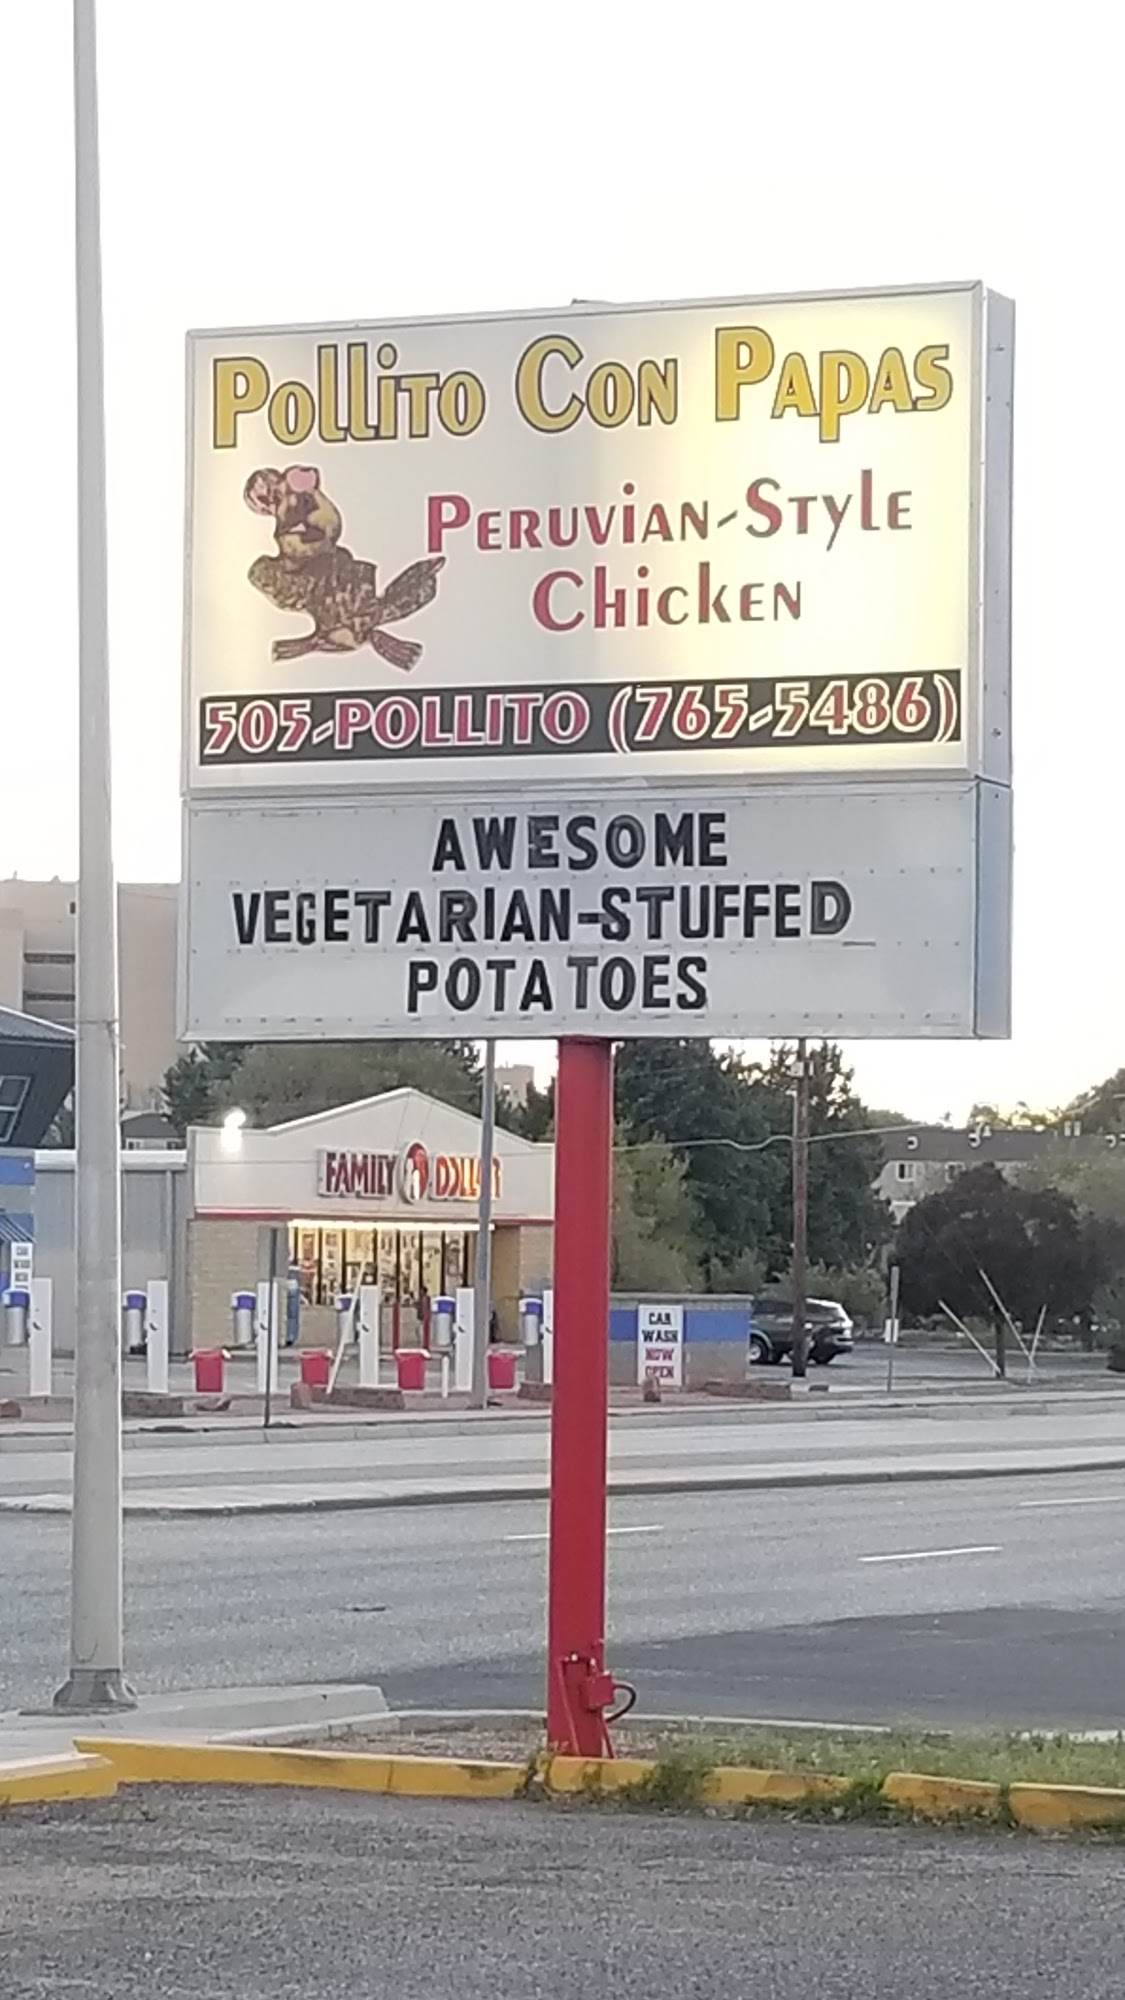 Pollito Con Papas
Peruvian-Style
Chicken
505-POLLITO (765-5486)
AWESOME
VEGETARIAN-STUFFED
POTATOES
FAMILY DOLLAR
CAR
WASH
NOW
OPEN